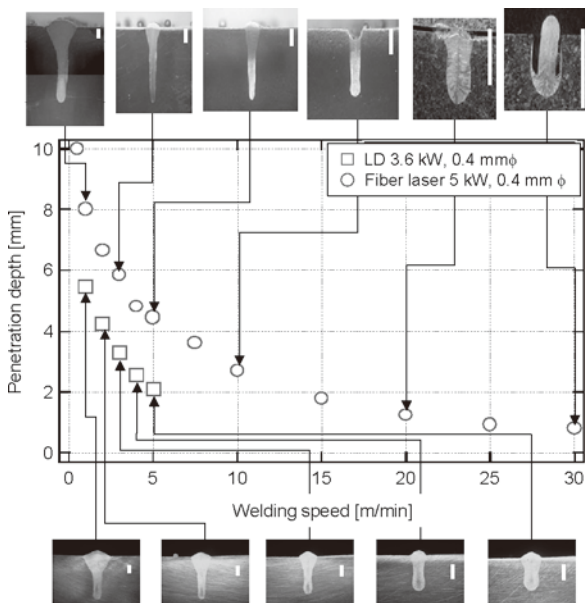 10
8
6
4
2
0
Penetration depth [mm]
LD 3.6 kW, 0.4 mmϕ
Fiber laser 5 kW, 0.4 mm ϕ
0 5 10 15 20 25 30
Welding speed [m/min]